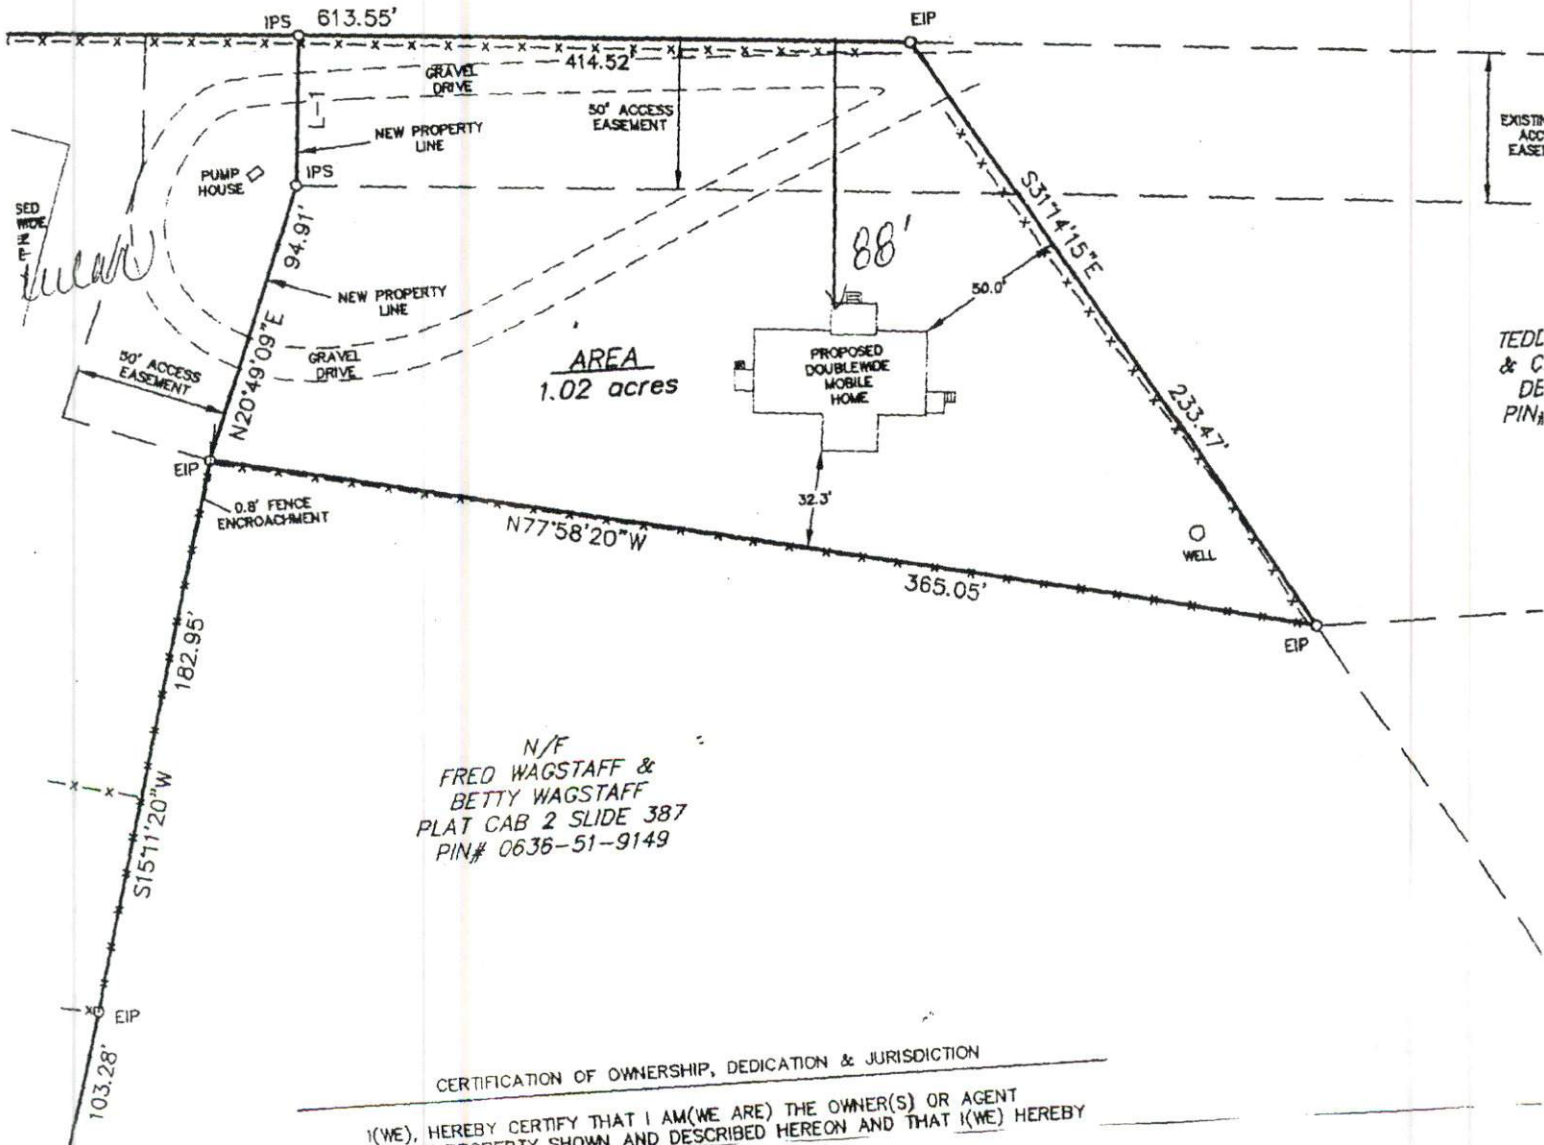 IPS
613.55'
EIP
414.52'
GRAVEL
DRIVE
50' ACCESS
EASEMENT
NEW PROPERTY
LINE
PUMP
HOUSE
IPS
SED
WIDE
S31°14'15"E
88'
94.91'
NEW PROPERTY
LINE
50.0'
N20°49'09"E
50' ACCESS
EASEMENT
GRAVEL
DRIVE
AREA
1.02 acres
PROPOSED
DOUBLEWIDE
MOBILE
HOME
TEDD
& C
DE
PIN#
233.47'
EIP
0.8' FENCE
ENCROACHMENT
32.3'
N77°58'20"W
WELL
365.05'
EIP
182.95'
S15°11'20"W
N/F
FRED WAGSTAFF &
BETTY WAGSTAFF
PLAT CAB 2 SLIDE 387
PIN# 0636-51-9149
EIP
103.28'
CERTIFICATION OF OWNERSHIP, DEDICATION & JURISDICTION
I(WE), HEREBY CERTIFY THAT I AM(WE ARE) THE OWNER(S) OR AGENT
PROPERTY SHOWN AND DESCRIBED HEREON AND THAT I(WE) HEREBY